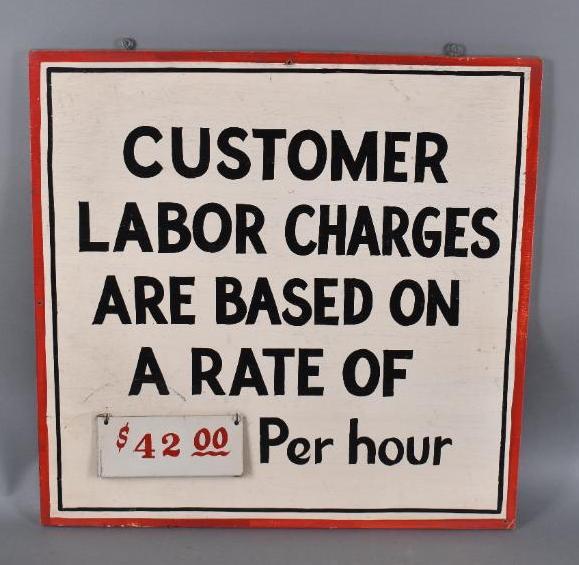 CUSTOMER
LABOR CHARGES
ARE BASED ON
A RATE OF
$42 00 Per hour